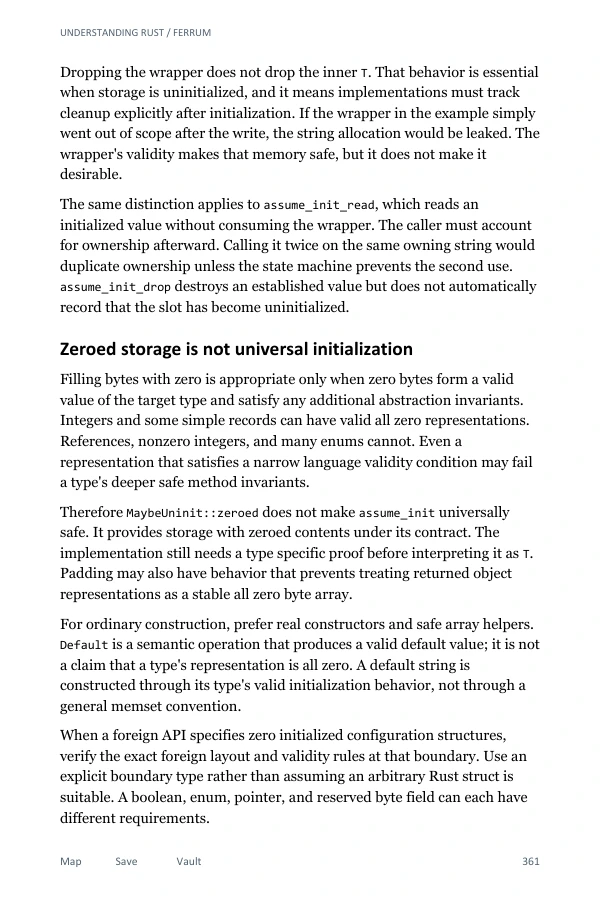 UNDERSTANDING RUST / FERRUM
Dropping the wrapper does not drop the inner T. That behavior is essential
when storage is uninitialized, and it means implementations must track
cleanup explicitly after initialization. If the wrapper in the example simply
went out of scope after the write, the string allocation would be leaked. The
wrapper's validity makes that memory safe, but it does not make it
desirable.
The same distinction applies to assume_init_read, which reads an
initialized value without consuming the wrapper. The caller must account
for ownership afterward. Calling it twice on the same owning string would
duplicate ownership unless the state machine prevents the second use.
assume_init_drop destroys an established value but does not automatically
record that the slot has become uninitialized.
Zeroed storage is not universal initialization
Filling bytes with zero is appropriate only when zero bytes form a valid
value of the target type and satisfy any additional abstraction invariants.
Integers and some simple records can have valid all zero representations.
References, nonzero integers, and many enums cannot. Even a
representation that satisfies a narrow language validity condition may fail
a type's deeper safe method invariants.
Therefore MaybeUninit::zeroed does not make assume_init universally
safe. It provides storage with zeroed contents under its contract. The
implementation still needs a type specific proof before interpreting it as T.
Padding may also have behavior that prevents treating returned object
representations as a stable all zero byte array.
For ordinary construction, prefer real constructors and safe array helpers.
Default is a semantic operation that produces a valid default value; it is not
a claim that a type's representation is all zero. A default string is
constructed through its type's valid initialization behavior, not through a
general memset convention.
When a foreign API specifies zero initialized configuration structures,
verify the exact foreign layout and validity rules at that boundary. Use an
explicit boundary type rather than assuming an arbitrary Rust struct is
suitable. A boolean, enum, pointer, and reserved byte field can each have
different requirements.
Map Save Vault 361